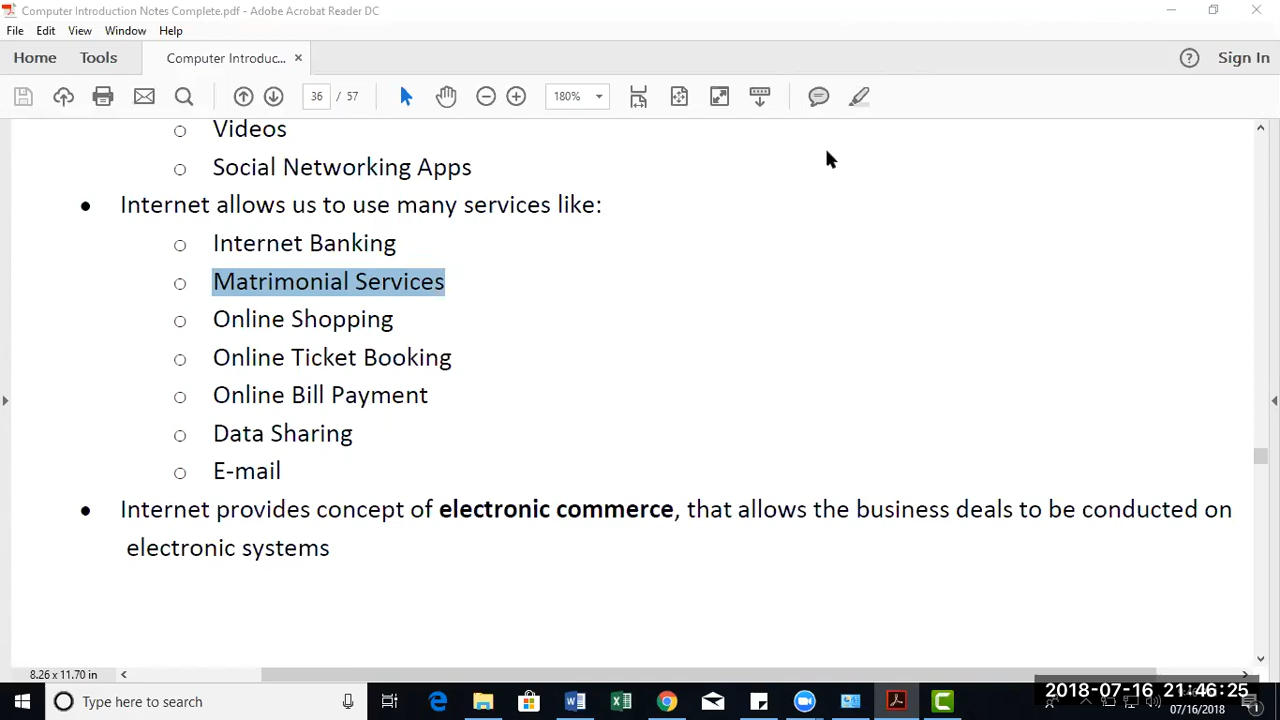 Computer Introduction Notes Complete.pdf - Adobe Acrobat Reader DC
File Edit View Window Help
Home Tools Computer Introduc... × Sign In
36 / 57 180%
Videos
Social Networking Apps
Internet allows us to use many services like:
Internet Banking
Matrimonial Services
Online Shopping
Online Ticket Booking
Online Bill Payment
Data Sharing
E-mail
Internet provides concept of electronic commerce, that allows the business deals to be conducted on
electronic systems
8.26 x 11.70 in
Type here to search
2018-07-16 21:46:25
07/16/2018